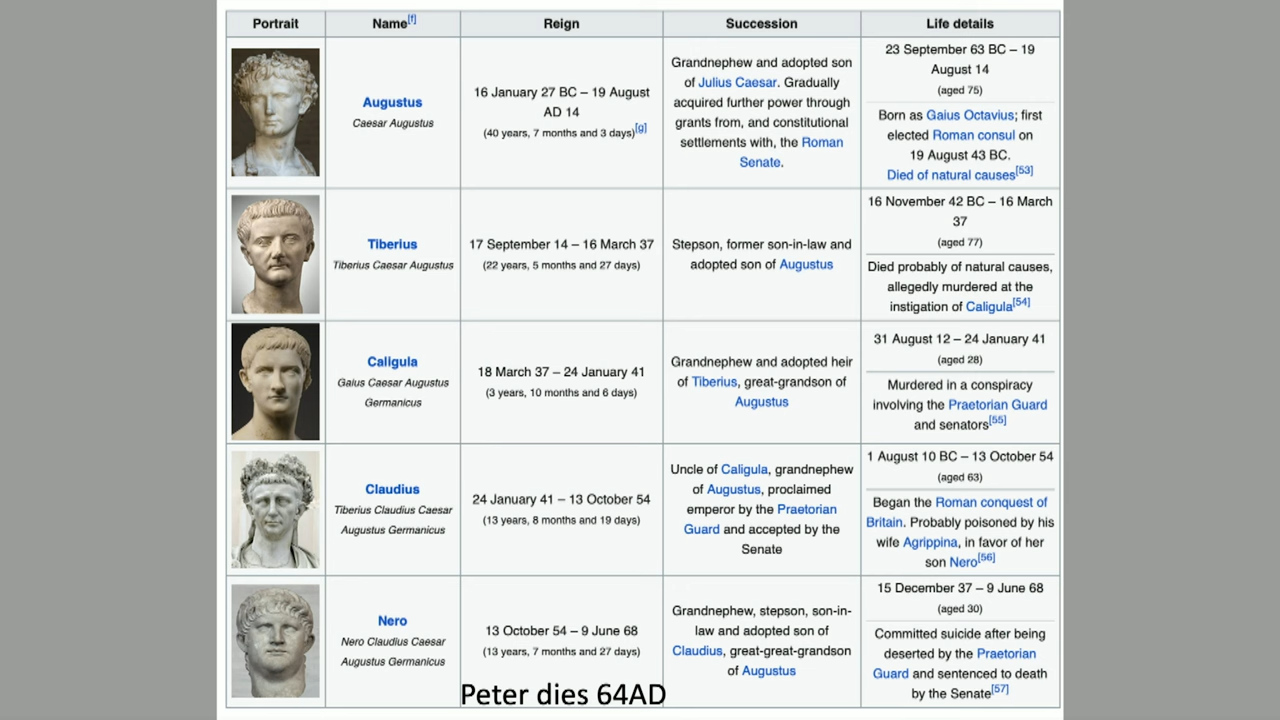 Portrait
Name[f]
Reign
Succession
Life details
Augustus
Caesar Augustus
16 January 27 BC – 19 August
AD 14
(40 years, 7 months and 3 days)[g]
Grandnephew and adopted son
of Julius Caesar. Gradually
acquired further power through
grants from, and constitutional
settlements with, the Roman
Senate.
23 September 63 BC – 19
August 14
(aged 75)
Born as Gaius Octavius; first
elected Roman consul on
19 August 43 BC.
Died of natural causes[53]
Tiberius
Tiberius Caesar Augustus
17 September 14 – 16 March 37
(22 years, 5 months and 27 days)
Stepson, former son-in-law and
adopted son of Augustus
16 November 42 BC – 16 March
37
(aged 77)
Died probably of natural causes,
allegedly murdered at the
instigation of Caligula[54]
Caligula
Gaius Caesar Augustus
Germanicus
18 March 37 – 24 January 41
(3 years, 10 months and 6 days)
Grandnephew and adopted heir
of Tiberius, great-grandson of
Augustus
31 August 12 – 24 January 41
(aged 28)
Murdered in a conspiracy
involving the Praetorian Guard
and senators[55]
Claudius
Tiberius Claudius Caesar
Augustus Germanicus
24 January 41 – 13 October 54
(13 years, 8 months and 19 days)
Uncle of Caligula, grandnephew
of Augustus, proclaimed
emperor by the Praetorian
Guard and accepted by the
Senate
1 August 10 BC – 13 October 54
(aged 63)
Began the Roman conquest of
Britain. Probably poisoned by his
wife Agrippina, in favor of her
son Nero[56]
Nero
Nero Claudius Caesar
Augustus Germanicus
13 October 54 – 9 June 68
(13 years, 7 months and 27 days)
Grandnephew, stepson, son-in-
law and adopted son of
Claudius, great-great-grandson
of Augustus
15 December 37 – 9 June 68
(aged 30)
Committed suicide after being
deserted by the Praetorian
Guard and sentenced to death
by the Senate[57]
Peter dies 64AD